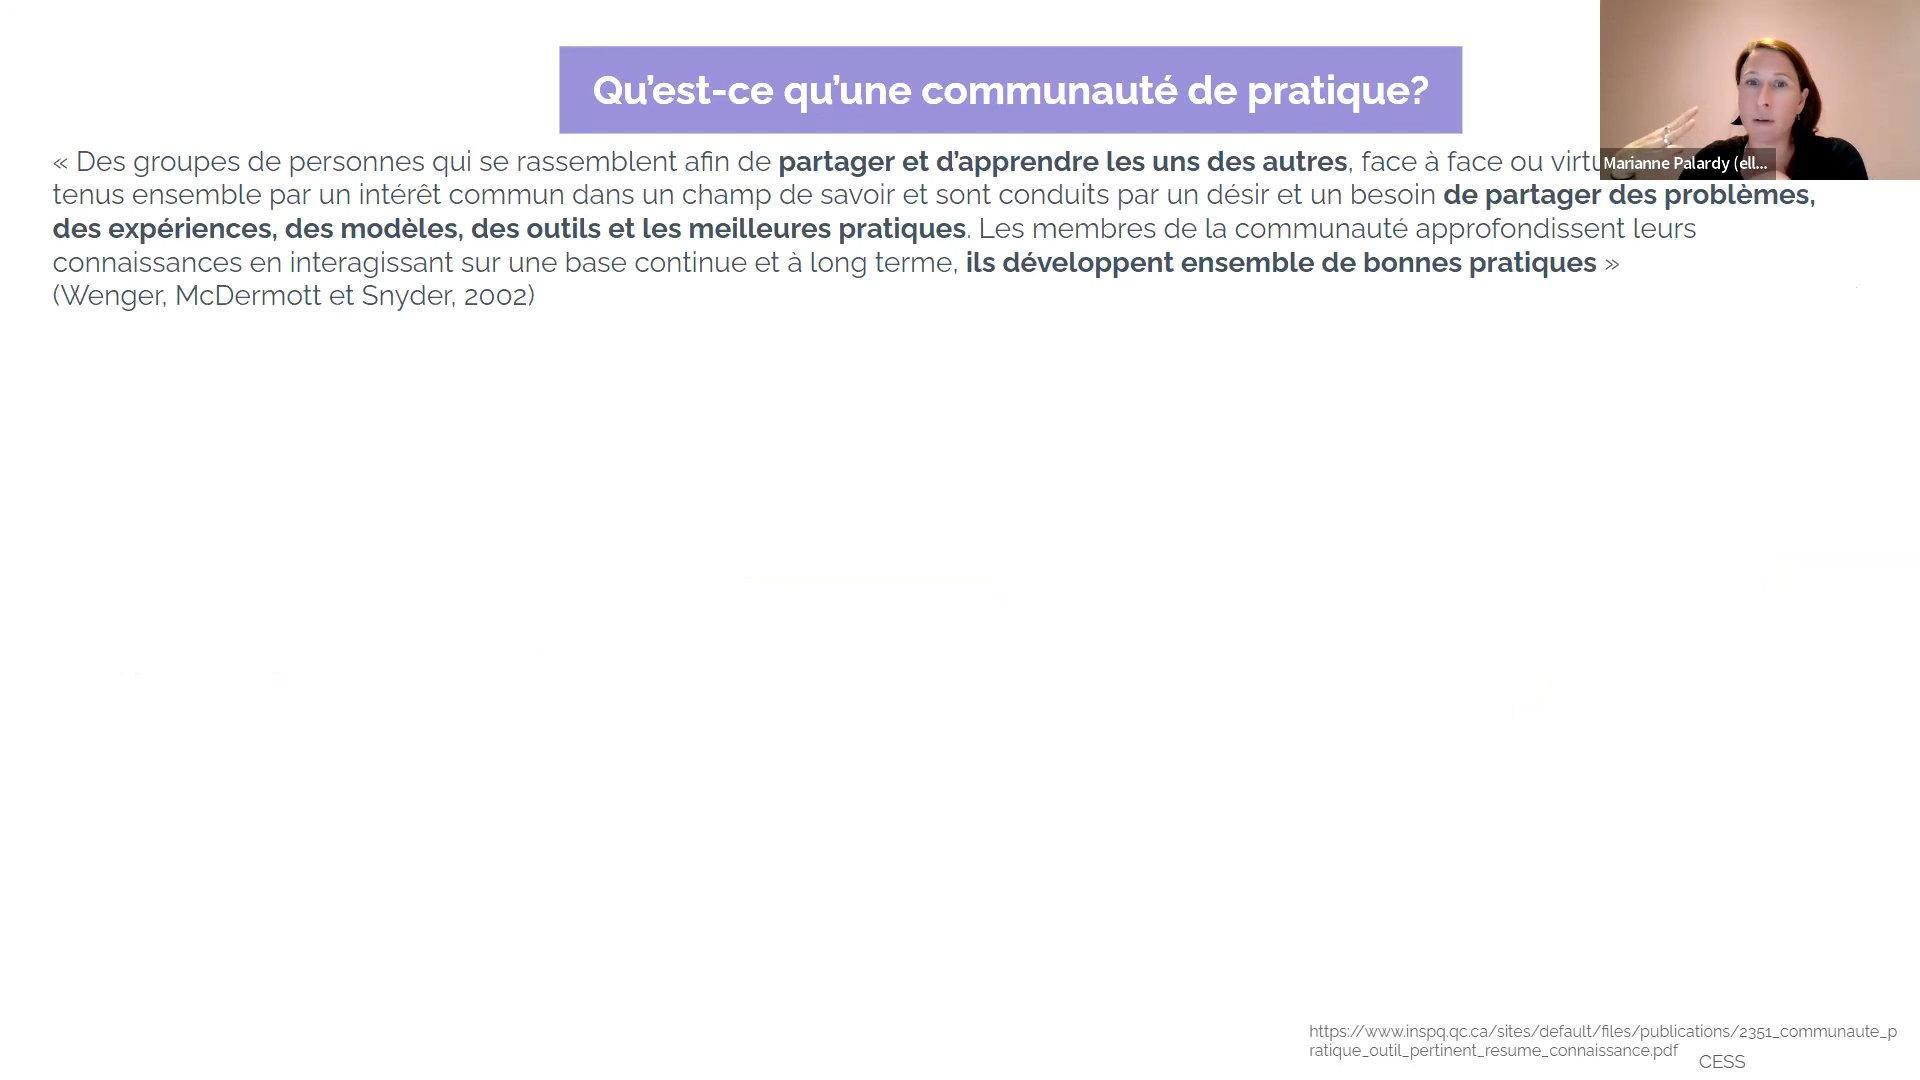 Qu’est-ce qu’une communauté de pratique?
« Des groupes de personnes qui se rassemblent afin de partager et d’apprendre les uns des autres, face à face ou
tenus ensemble par un intérêt commun dans un champ de savoir et sont conduits par un désir et un besoin de partager des problèmes,
des expériences, des modèles, des outils et les meilleures pratiques. Les membres de la communauté approfondissent leurs
connaissances en interagissant sur une base continue et à long terme, ils développent ensemble de bonnes pratiques »
(Wenger, McDermott et Snyder, 2002)
Marianne Palardy (ell...
https://www.inspq.qc.ca/sites/default/files/publications/2351_communaute_p
ratique_outil_pertinent_resume_connaissance.pdf
CESS